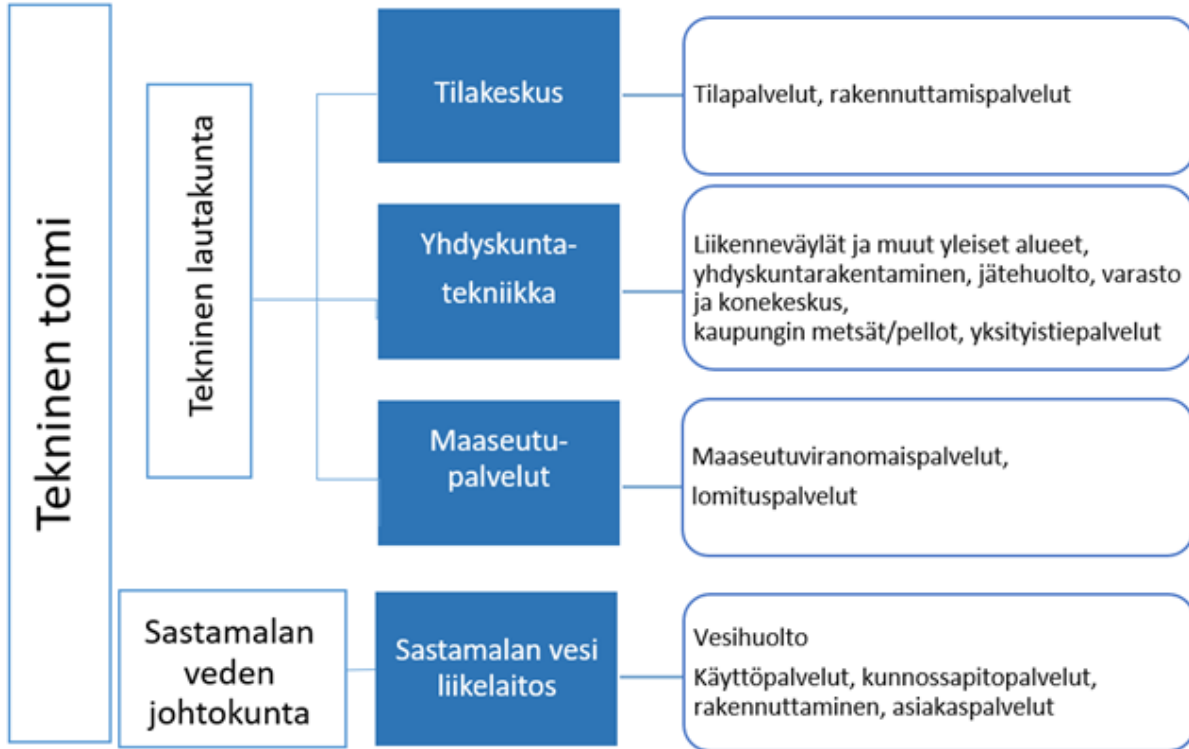 Tekninen toimi
Tekninen lautakunta
Tilakeskus
Tilapalvelut, rakennuttamispalvelut
Yhdyskunta-
tekniikka
Liikenneväylät ja muut yleiset alueet,
yhdyskuntarakentaminen, jätehuolto, varasto
ja konekeskus,
kaupungin metsät/pellot, yksityistiepalvelut
Maaseutu-
palvelut
Maaseutuviranomaispalvelut,
lomituspalvelut
Sastamalan
veden
johtokunta
Sastamalan vesi
liikelaitos
Vesihuolto
Käyttöpalvelut, kunnossapitopalvelut,
rakennuttaminen, asiakaspalvelut